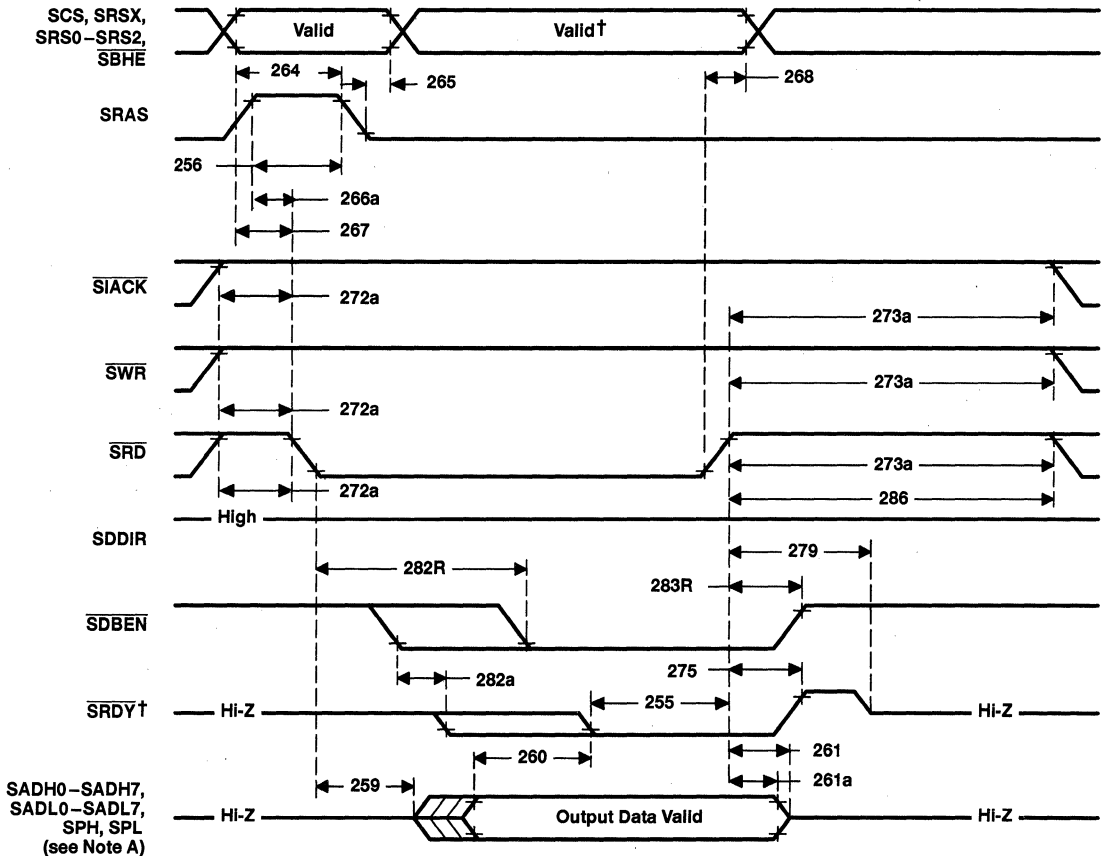 SCS, SRSX,
SRS0–SRS2,
SBHE
Valid
Valid†
264
265
268
SRAS
256
266a
267
SIACK
272a
273a
SWR
272a
273a
SRD
272a
273a
286
High
SDDIR
279
282R
283R
SDBEN
282a
275
SRDY†
Hi-Z
255
Hi-Z
260
261
259
261a
SADH0–SADH7,
SADL0–SADL7,
SPH, SPL
(see Note A)
Hi-Z
Output Data Valid
Hi-Z